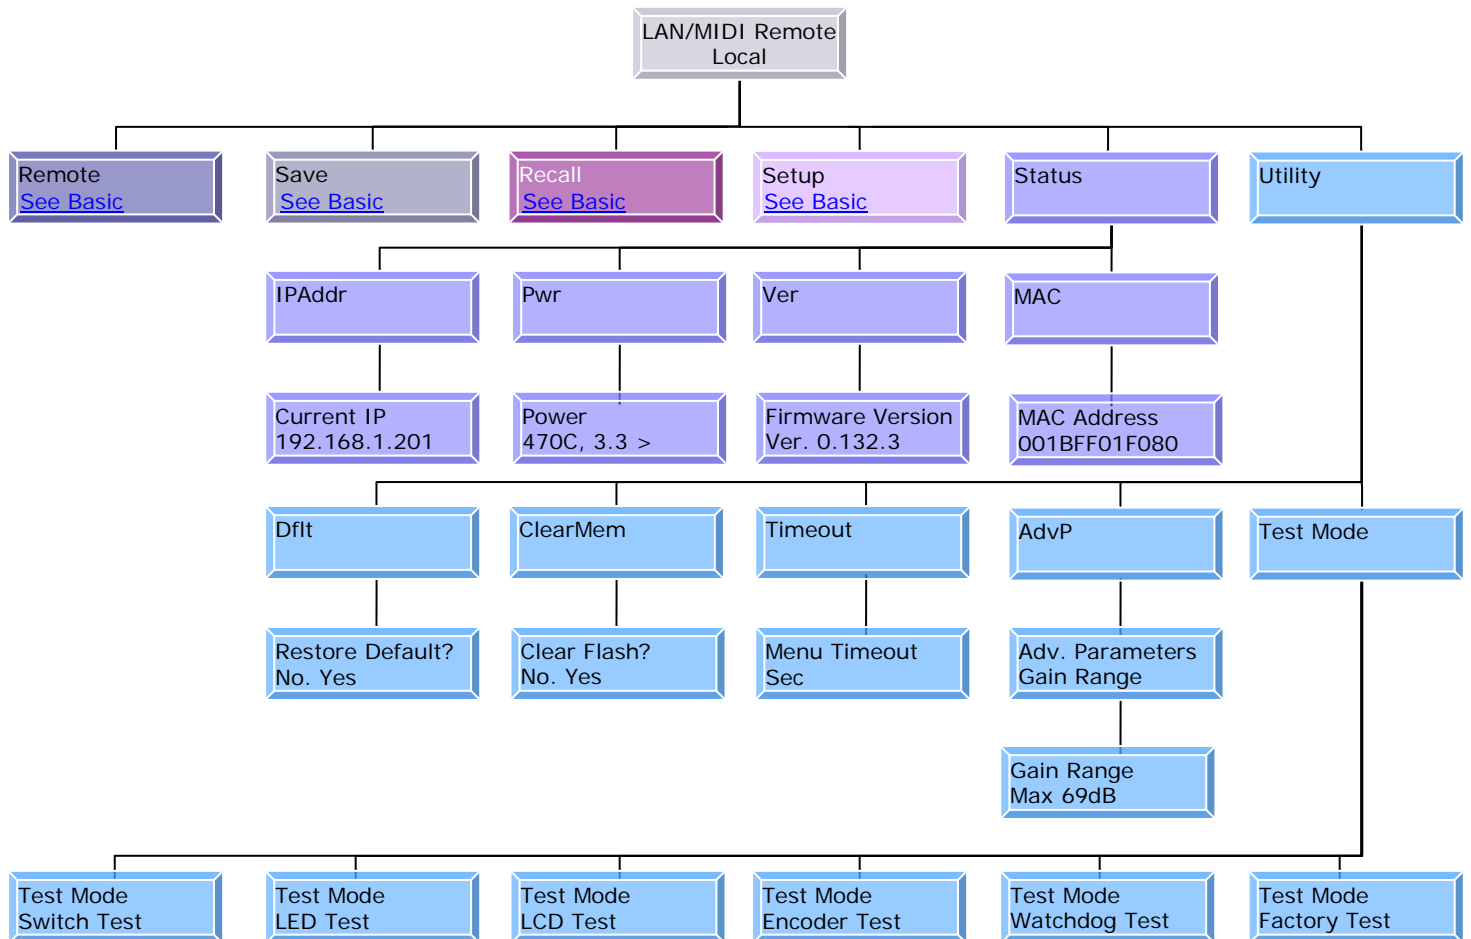 LAN/MIDI Remote
Local
Remote
See Basic
Save
See Basic
Recall
See Basic
Setup
See Basic
Status
Utility
IPAddr
Pwr
Ver
MAC
Current IP
192.168.1.201
Power
470C, 3.3 >
Firmware Version
Ver. 0.132.3
MAC Address
001BFF01F080
Dflt
ClearMem
Timeout
AdvP
Test Mode
Restore Default?
No. Yes
Clear Flash?
No. Yes
Menu Timeout
Sec
Adv. Parameters
Gain Range
Gain Range
Max 69dB
Test Mode
Switch Test
Test Mode
LED Test
Test Mode
LCD Test
Test Mode
Encoder Test
Test Mode
Watchdog Test
Test Mode
Factory Test